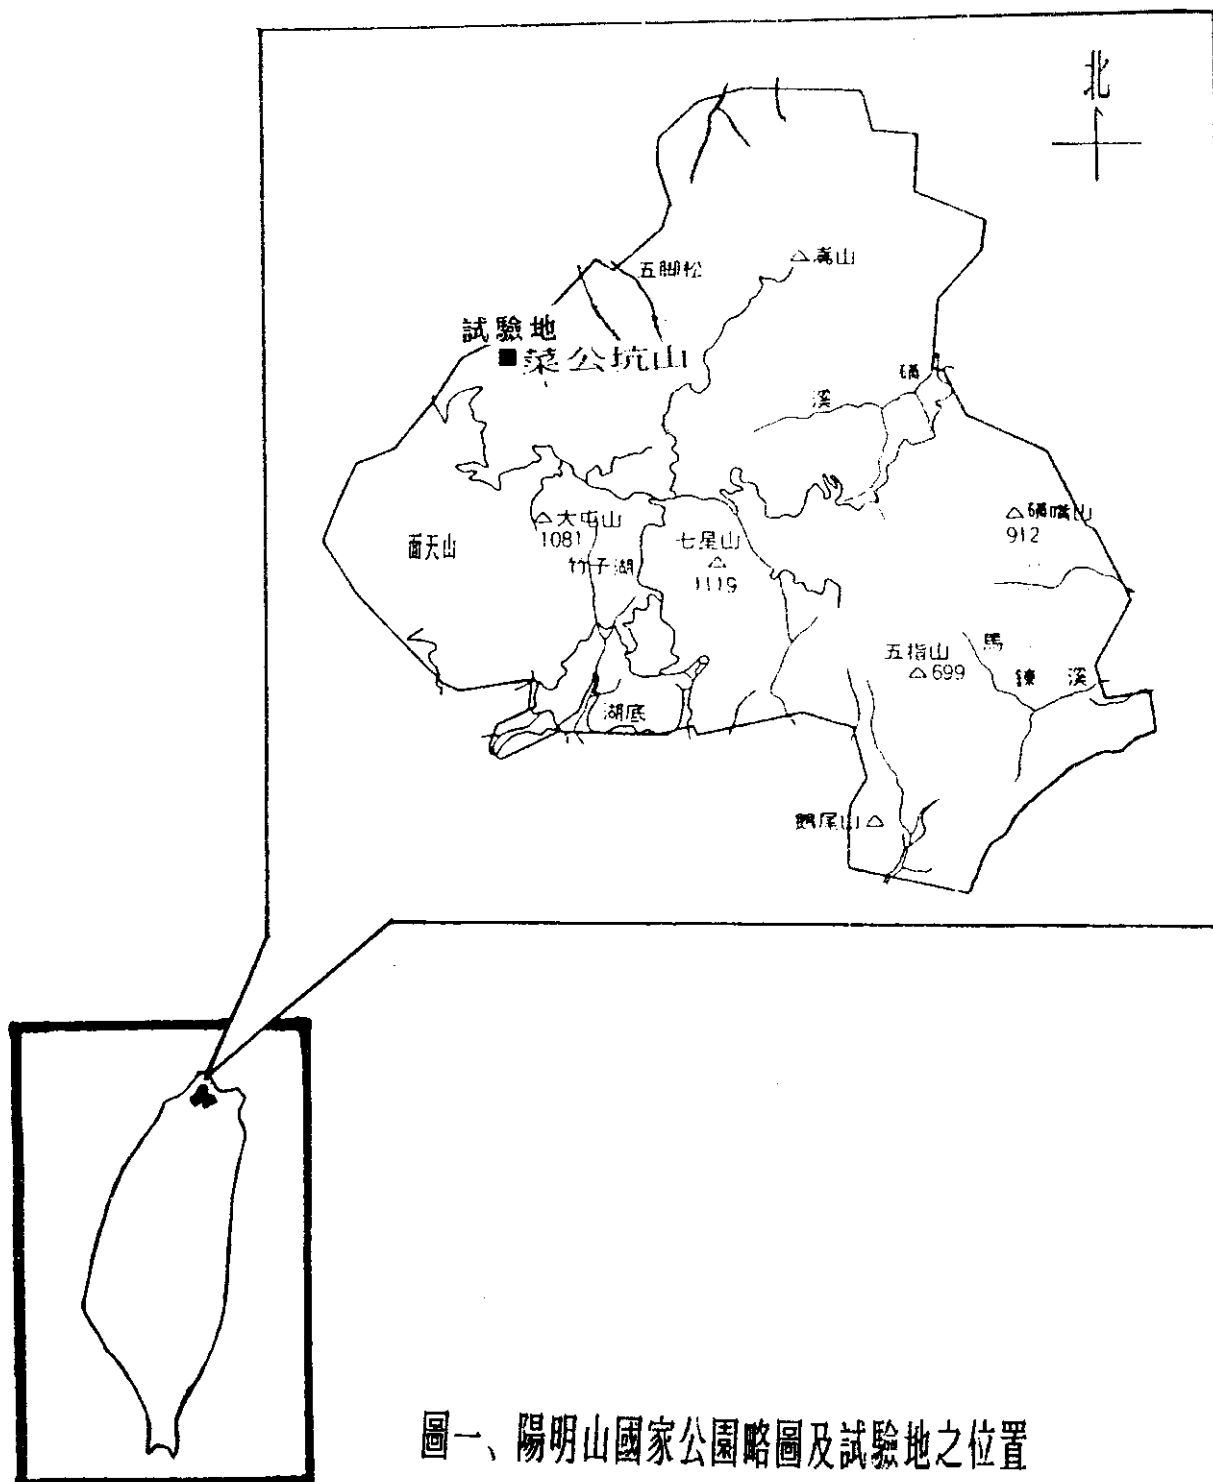 北
嵩山
五脚松
試驗地
菜公坑山
磺
溪
大屯山
1081
面天山
竹子湖
七星山
1119
磺嘴山
912
五指山
699
馬
鍊 溪
湖底
鵝尾山
圖一、陽明山國家公園略圖及試驗地之位置